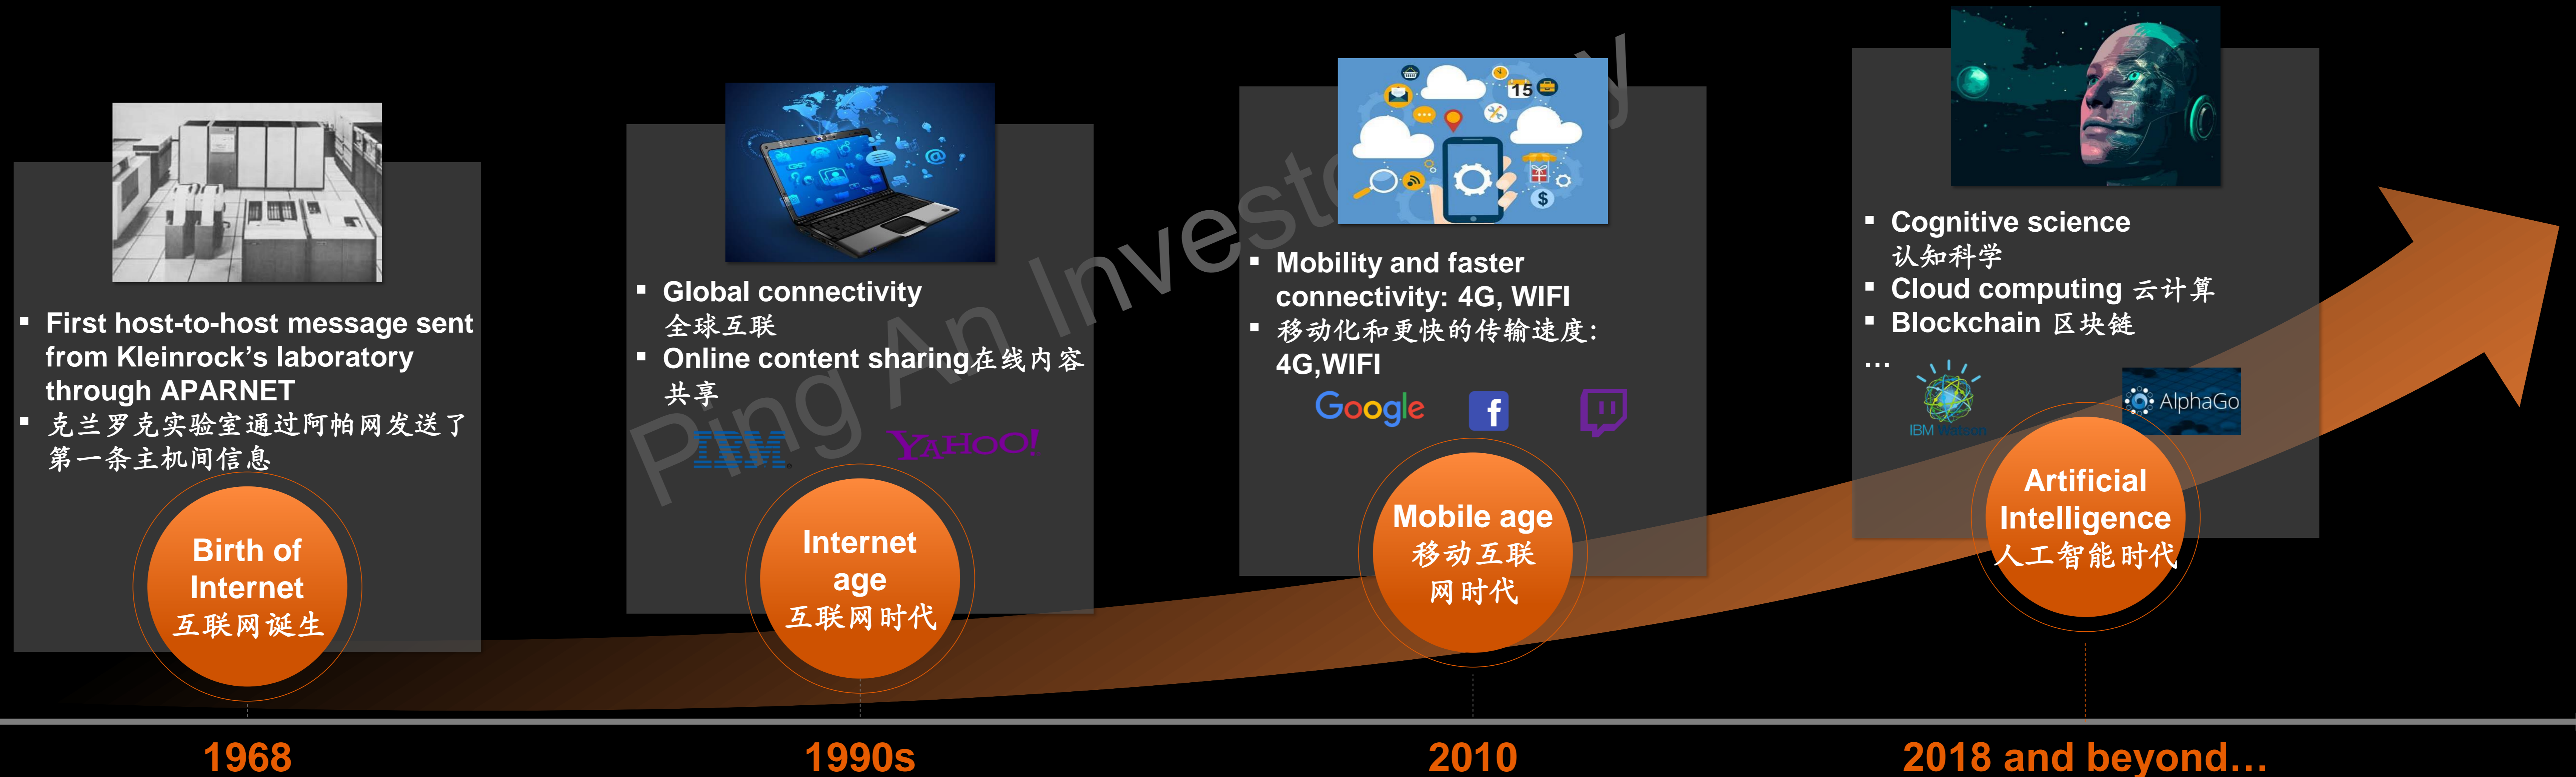 ▪ First host-to-host message sent
from Kleinrock's laboratory
through APARNET
▪ 克兰罗克实验室通过阿帕网发送了
第一条主机间信息
Birth of
Internet
互联网诞生
1968
▪ Global connectivity
全球互联
▪ Online content sharing在线内容
共享
IBM
YAHOO!
Internet
age
互联网时代
1990s
15
$
▪ Mobility and faster
connectivity: 4G, WIFI
▪ 移动化和更快的传输速度:
4G,WIFI
Google
f
Mobile age
移动互联
网时代
2010
▪ Cognitive science
认知科学
▪ Cloud computing 云计算
▪ Blockchain 区块链
…
IBM Watson
AlphaGo
Artificial
Intelligence
人工智能时代
2018 and beyond…
Ping An Invest
y